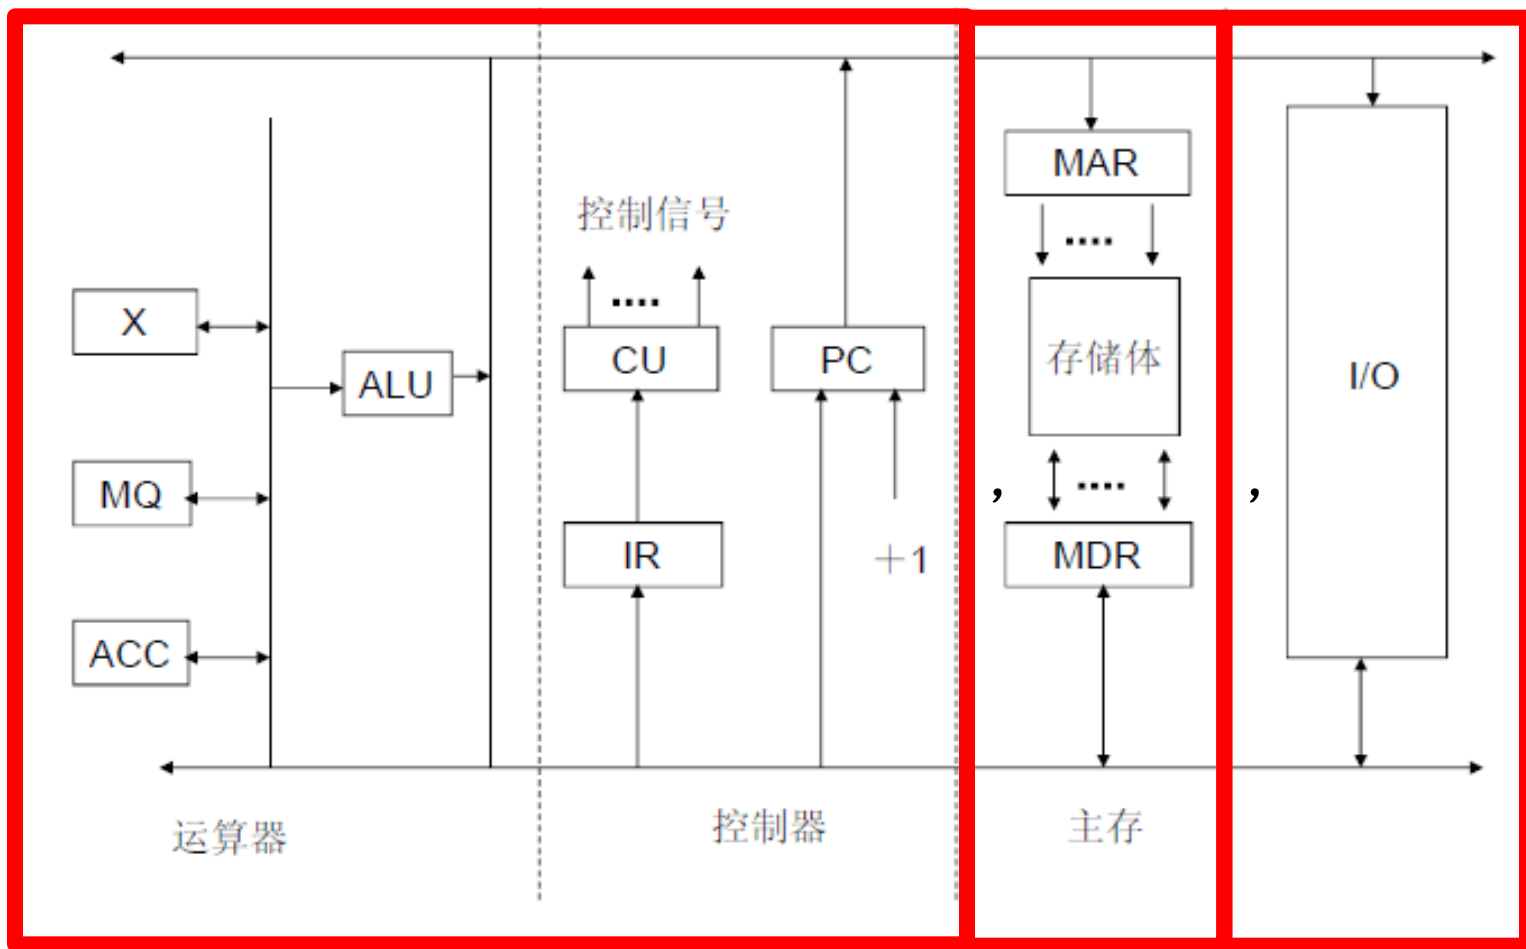 MAR
控制信号
....
....
X
CU
PC
存储体
I/O
ALU
MQ
,
....
,
IR
+1
MDR
ACC
运算器
控制器
主存